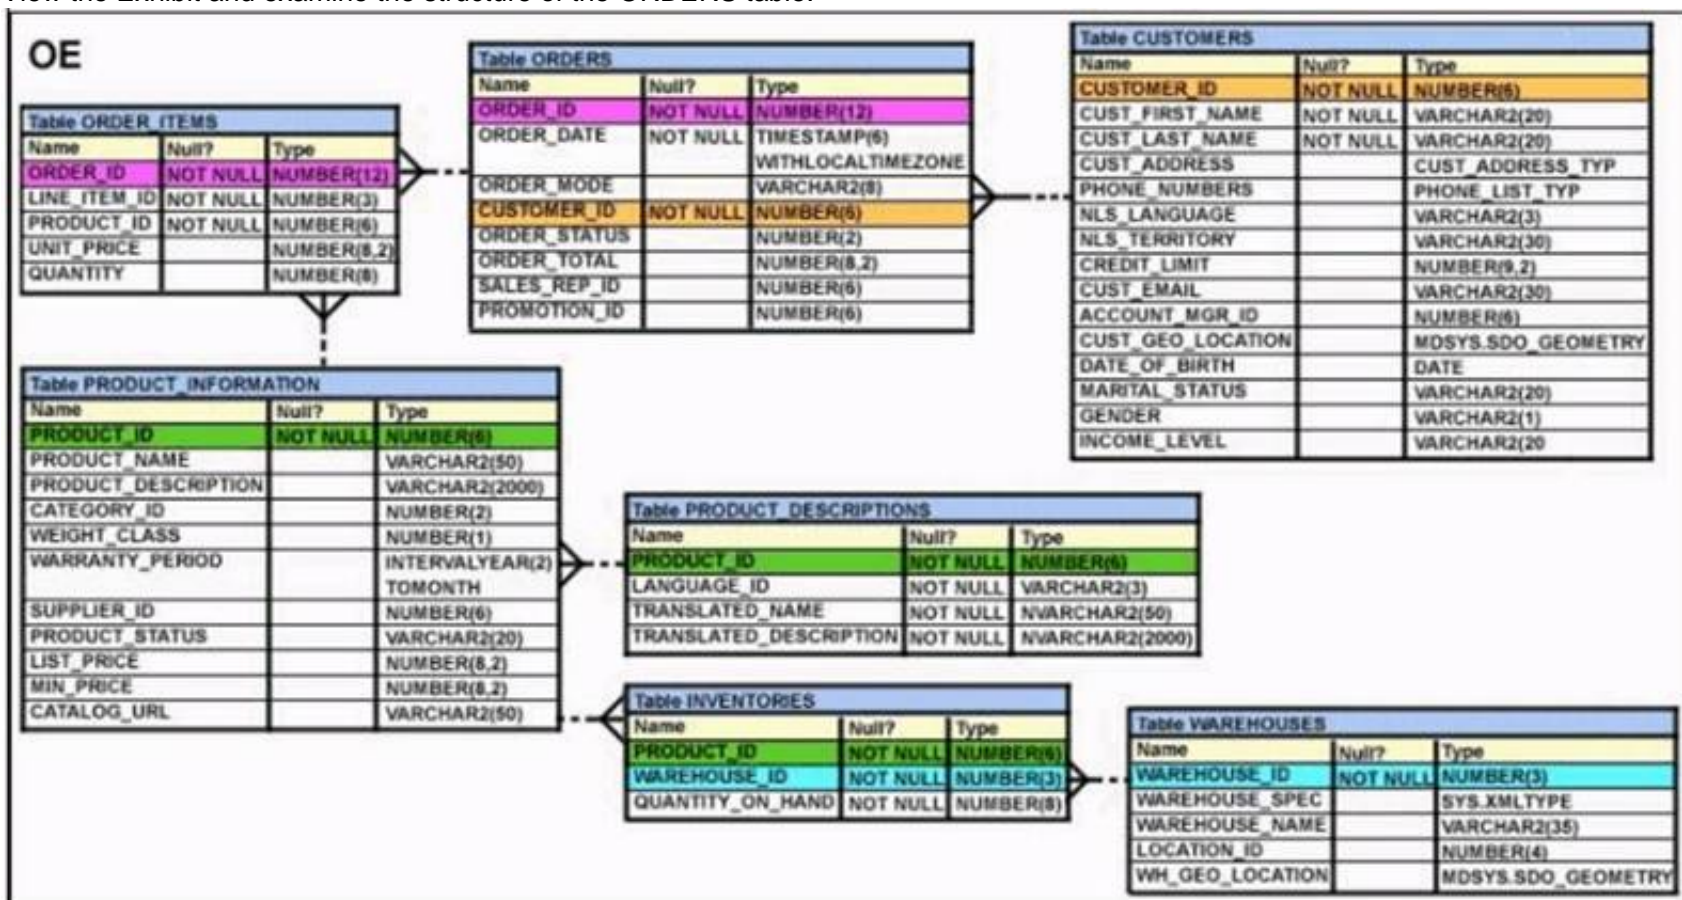 OE
Table ORDER_ITEMS
Name Null? Type
ORDER_ID NOT NULL NUMBER(12)
LINE_ITEM_ID NOT NULL NUMBER(3)
PRODUCT_ID NOT NULL NUMBER(6)
UNIT_PRICE NUMBER(8,2)
QUANTITY NUMBER(8)
Table ORDERS
Name Null? Type
ORDER_ID NOT NULL NUMBER(12)
ORDER_DATE NOT NULL TIMESTAMP(6)
WITHLOCALTIMEZONE
ORDER_MODE VARCHAR2(8)
CUSTOMER_ID NOT NULL NUMBER(6)
ORDER_STATUS NUMBER(2)
ORDER_TOTAL NUMBER(8,2)
SALES_REP_ID NUMBER(6)
PROMOTION_ID NUMBER(6)
Table CUSTOMERS
Name Null? Type
CUSTOMER_ID NOT NULL NUMBER(6)
CUST_FIRST_NAME NOT NULL VARCHAR2(20)
CUST_LAST_NAME NOT NULL VARCHAR2(20)
CUST_ADDRESS CUST_ADDRESS_TYP
PHONE_NUMBERS PHONE_LIST_TYP
NLS_LANGUAGE VARCHAR2(3)
NLS_TERRITORY VARCHAR2(30)
CREDIT_LIMIT NUMBER(9,2)
CUST_EMAIL VARCHAR2(30)
ACCOUNT_MGR_ID NUMBER(6)
CUST_GEO_LOCATION MDSYS.SDO_GEOMETRY
DATE_OF_BIRTH DATE
MARITAL_STATUS VARCHAR2(20)
GENDER VARCHAR2(1)
INCOME_LEVEL VARCHAR2(20
Table PRODUCT_INFORMATION
Name Null? Type
PRODUCT_ID NOT NULL NUMBER(6)
PRODUCT_NAME VARCHAR2(50)
PRODUCT_DESCRIPTION VARCHAR2(2000)
CATEGORY_ID NUMBER(2)
WEIGHT_CLASS NUMBER(1)
WARRANTY_PERIOD INTERVALYEAR(2)
TOMONTH
SUPPLIER_ID NUMBER(6)
PRODUCT_STATUS VARCHAR2(20)
LIST_PRICE NUMBER(8,2)
MIN_PRICE NUMBER(8,2)
CATALOG_URL VARCHAR2(50)
Table PRODUCT_DESCRIPTIONS
Name Null? Type
PRODUCT_ID NOT NULL NUMBER(6)
LANGUAGE_ID NOT NULL VARCHAR2(3)
TRANSLATED_NAME NOT NULL NVARCHAR2(50)
TRANSLATED_DESCRIPTION NOT NULL NVARCHAR2(2000)
Table INVENTORIES
Name Null? Type
PRODUCT_ID NOT NULL NUMBER(6)
WAREHOUSE_ID NOT NULL NUMBER(3)
QUANTITY_ON_HAND NOT NULL NUMBER(8)
Table WAREHOUSES
Name Null? Type
WAREHOUSE_ID NOT NULL NUMBER(3)
WAREHOUSE_SPEC SYS.XMLTYPE
WAREHOUSE_NAME VARCHAR2(35)
LOCATION_ID NUMBER(4)
WH_GEO_LOCATION MDSYS.SDO_GEOMETRY